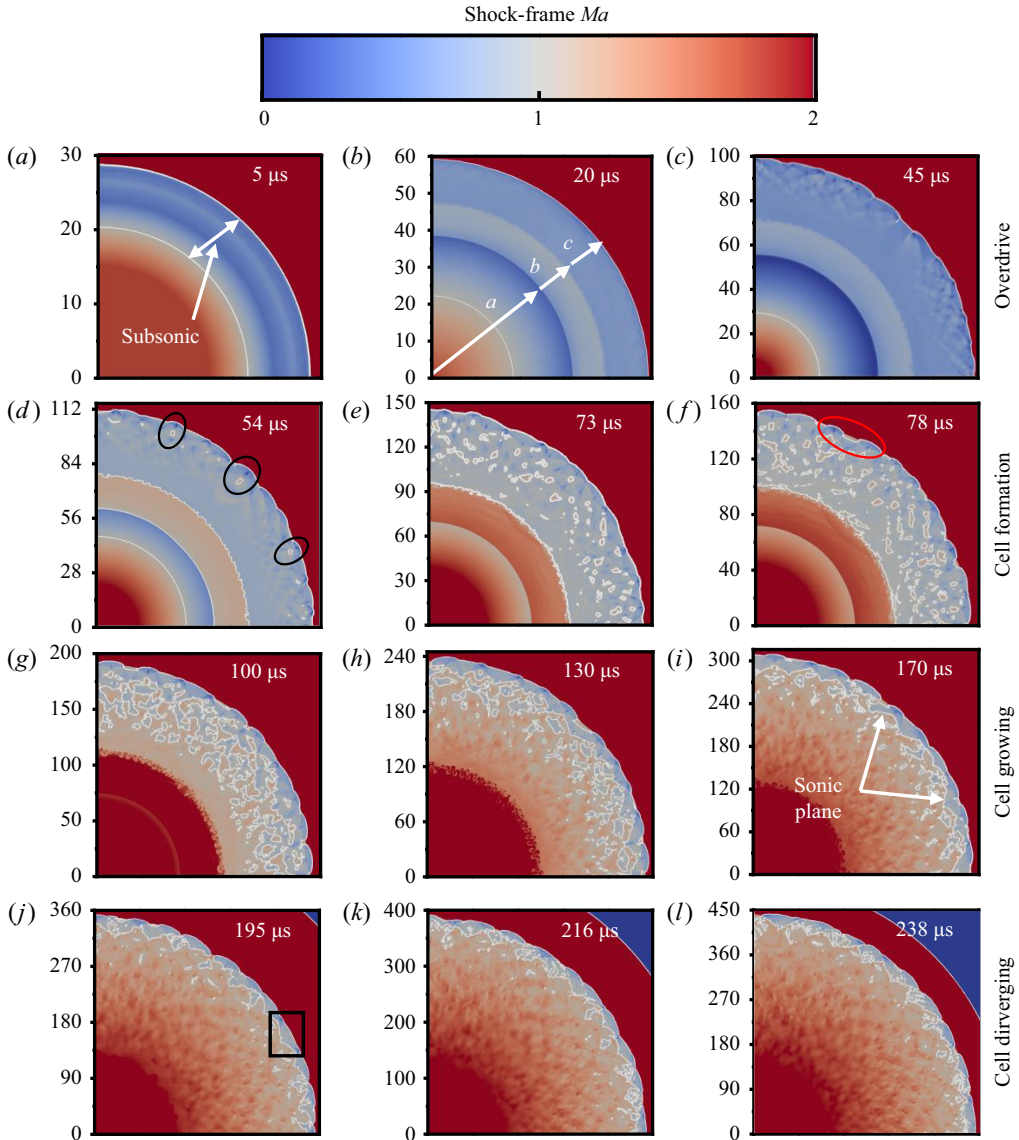 Shock-frame Ma
0 1 2
(a) (b) (c)
30 60 100
5 μs 20 μs 45 μs
50 80
20 40 60
c
30 b
a 40
10 20
Subsonic 20
10
0 0 0
Overdrive
(d) (e) (f)
112 150 160
54 μs 73 μs 78 μs
120
84 120
90
56 80
60
28 40
30
0 0 0
Cell formation
(g) (h) (i)
200 240 300
100 μs 130 μs 170 μs
150 180 240
180
100 120
Sonic
plane
120
50 60 60
0 0 0
Cell growing
(j) (k) (l)
360 400 450
195 μs 216 μs 238 μs
270 300 360
270
180 200
180
90 100 90
0 0 0
Cell dirverging